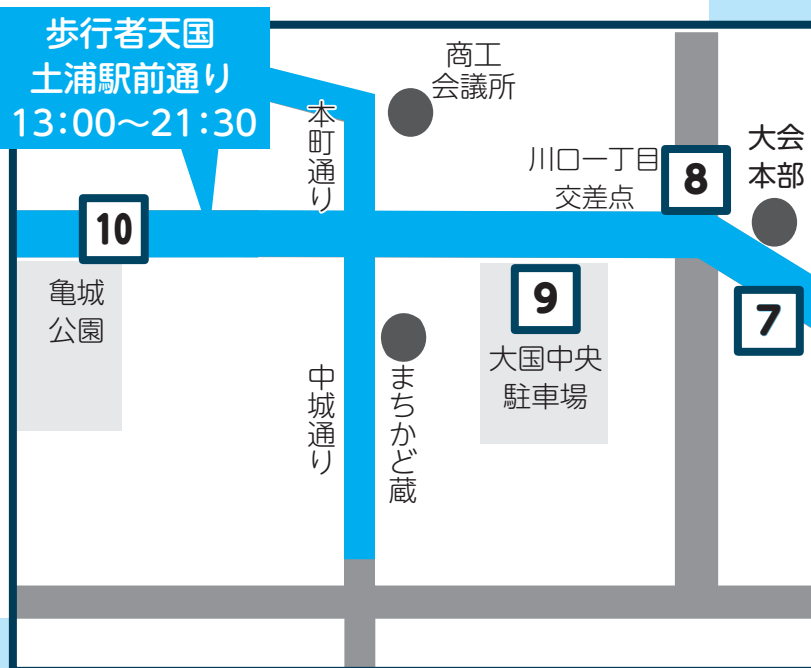 歩行者天国
土浦駅前通り
13:00〜21:30
商工
会議所
本町通り
川口一丁目
交差点
8
大会
本部
10
亀城
公園
9
大国中央
駐車場
7
中城通り
まちかど蔵